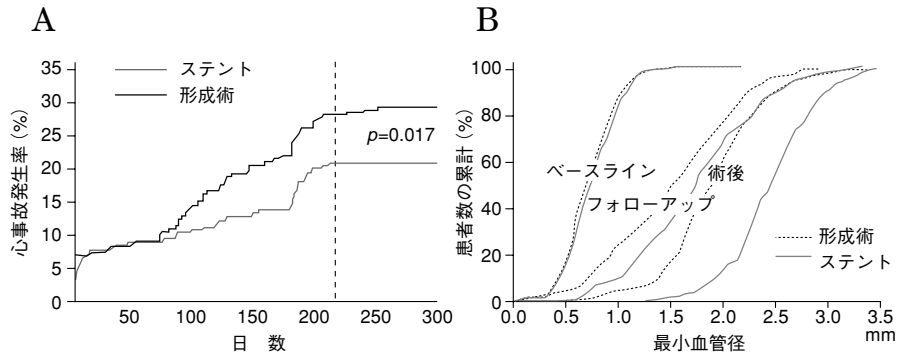 A
心事故発生率(%)
35
30
25
20
15
10
5
0
ステント
形成術
p=0.017
50
100
150
200
250
300
日 数
B
患者数の累計(%)
100
80
60
40
20
0
ベースライン
術後
フォローアップ
形成術
ステント
0.0
0.5
1.0
1.5
2.0
2.5
3.0
3.5
mm
最小血管径